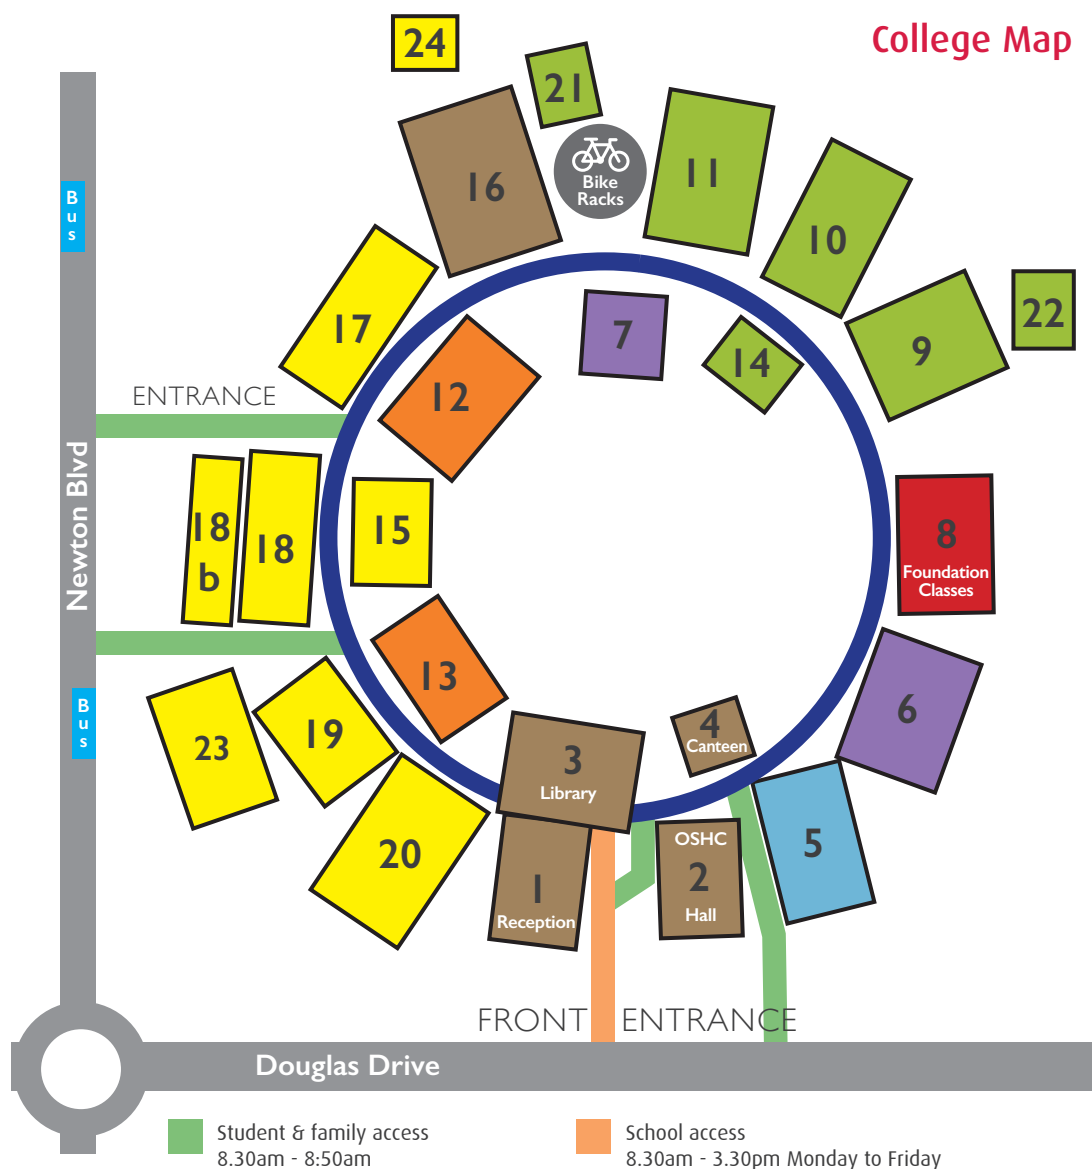 College Map
24
21
Bike
Racks
11
16
10
Bus
22
17
7
14
9
12
ENTRANCE
Newton Blvd
18
b
18
15
8
Foundation
Classes
13
6
4
Canteen
Bus
23
19
3
Library
20
OSHC
2
Hall
5
1
Reception
FRONT ENTRANCE
Douglas Drive
Student & family access
8.30am - 8:50am
School access
8.30am - 3.30pm Monday to Friday